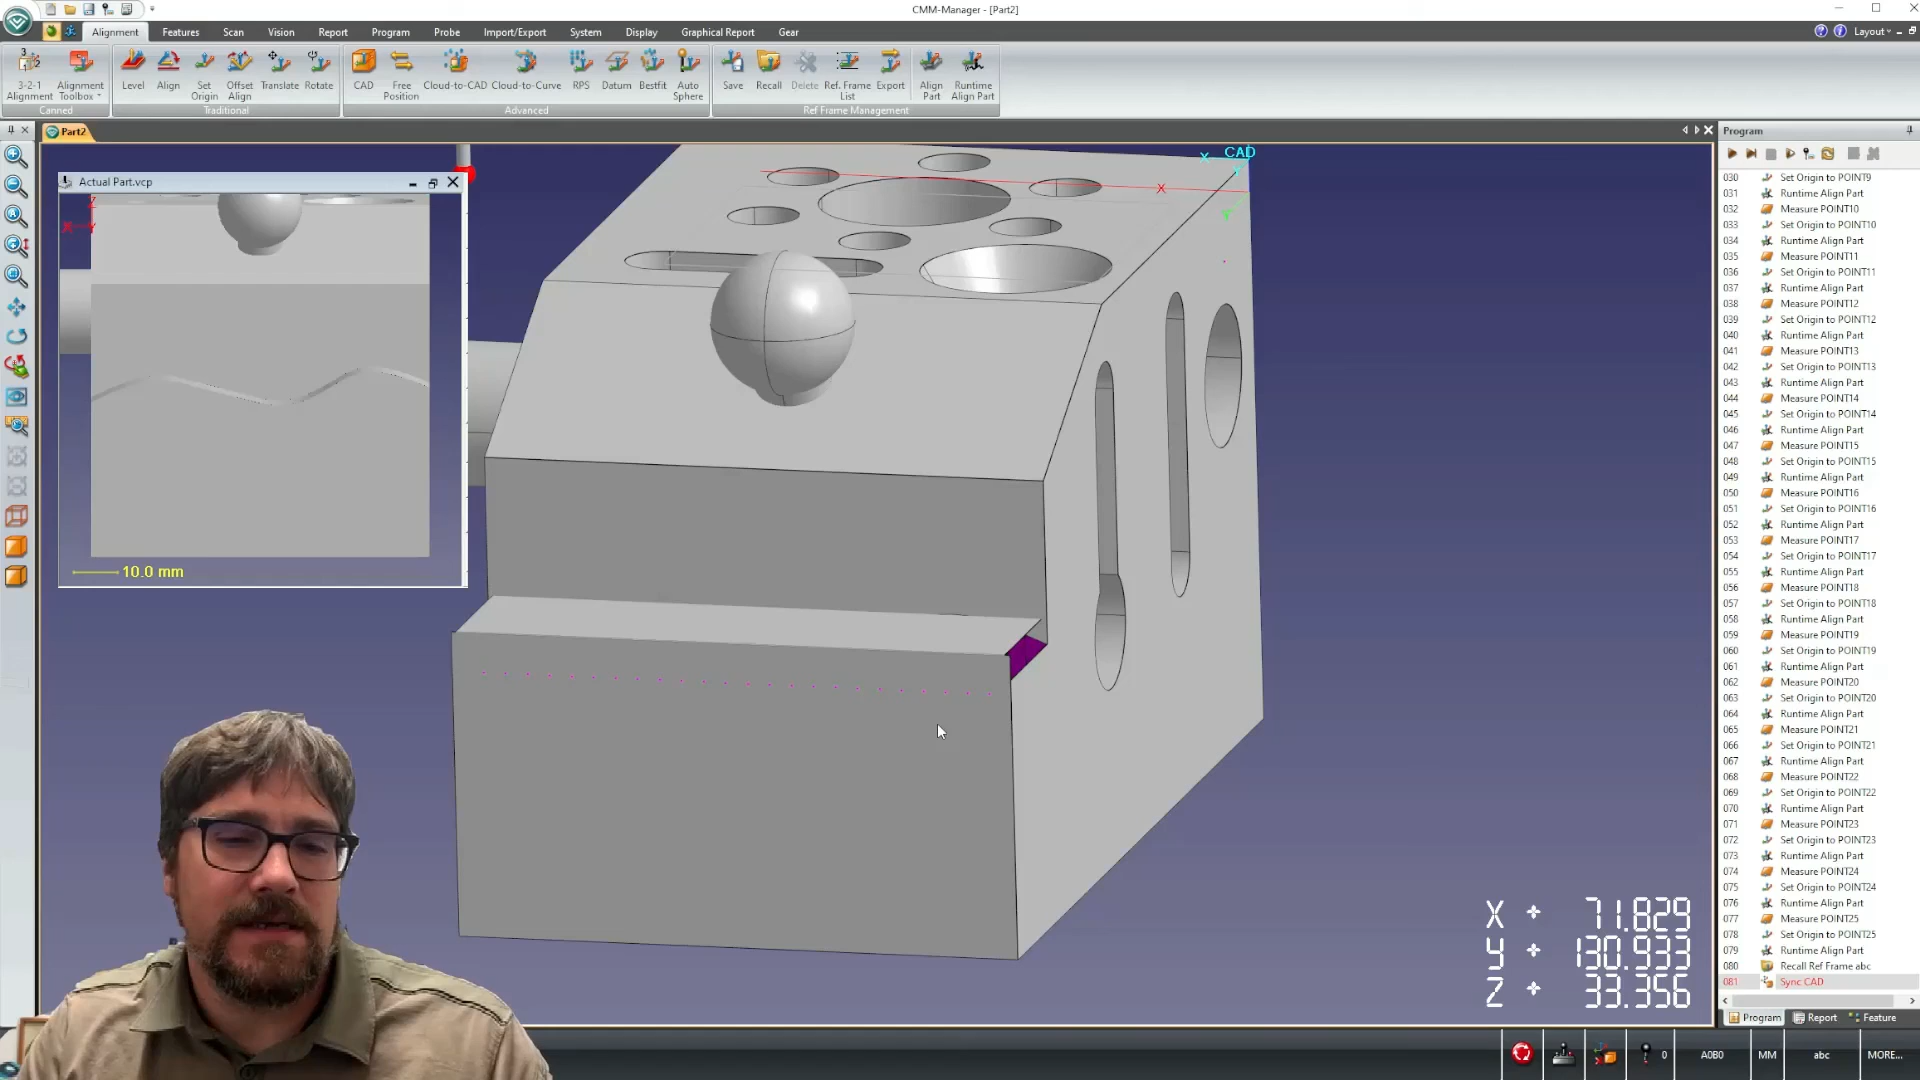 CMM-Manager - [Part2]
Alignment Features Scan Vision Report Program Probe Import/Export System Display Graphical Report Gear
Layout
3-2-1 Alignment
Alignment Toolbox
Level
Align
Set Origin
Offset Align
Translate
Rotate
CAD
Free Position
Cloud-to-CAD
Cloud-to-Curve
RPS
Datum
Bestfit
Auto Sphere
Save
Recall
Delete
Ref. Frame List
Export
Align Part
Runtime Align Part
Canned
Traditional
Advanced
Ref Frame Management
Part2
Program
Actual Part.vcp
X
CAD
X
Y
Z
X
10.0 mm
030 Set Origin to POINT9
031 Runtime Align Part
032 Measure POINT10
033 Set Origin to POINT10
034 Runtime Align Part
035 Measure POINT11
036 Set Origin to POINT11
037 Runtime Align Part
038 Measure POINT12
039 Set Origin to POINT12
040 Runtime Align Part
041 Measure POINT13
042 Set Origin to POINT13
043 Runtime Align Part
044 Measure POINT14
045 Set Origin to POINT14
046 Runtime Align Part
047 Measure POINT15
048 Set Origin to POINT15
049 Runtime Align Part
050 Measure POINT16
051 Set Origin to POINT16
052 Runtime Align Part
053 Measure POINT17
054 Set Origin to POINT17
055 Runtime Align Part
056 Measure POINT18
057 Set Origin to POINT18
058 Runtime Align Part
059 Measure POINT19
060 Set Origin to POINT19
061 Runtime Align Part
062 Measure POINT20
063 Set Origin to POINT20
064 Runtime Align Part
065 Measure POINT21
066 Set Origin to POINT21
067 Runtime Align Part
068 Measure POINT22
069 Set Origin to POINT22
070 Runtime Align Part
071 Measure POINT23
072 Set Origin to POINT23
073 Runtime Align Part
074 Measure POINT24
075 Set Origin to POINT24
076 Runtime Align Part
077 Measure POINT25
078 Set Origin to POINT25
079 Runtime Align Part
080 Recall Ref Frame abc
081 Sync CAD
X + 71.829
Y + 130.933
Z + 33.356
Program Report Feature
0 A0B0 MM abc MORE...